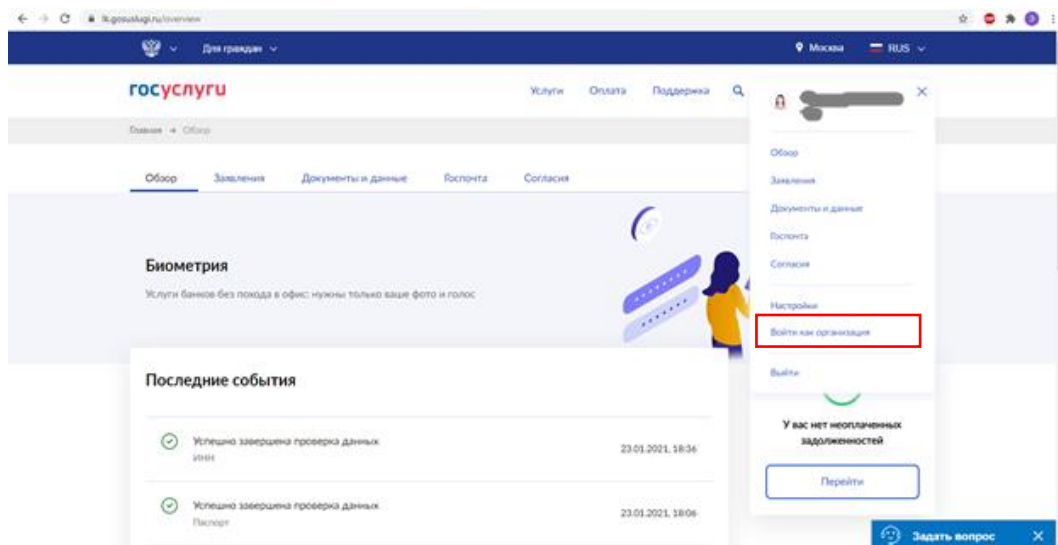 lk.gosuslugi.ru/overview
Для граждан
Москва
RUS
госуслуги
Услуги Оплата Поддержка
Главная → Обзор
Обзор Заявления Документы и данные Госпочта Согласия
Обзор
Заявления
Документы и данные
Госпочта
Согласия
Настройки
Войти как организация
Выйти
Биометрия
Услуги банков без похода в офис: нужны только ваше фото и голос
Последние события
Успешно завершена проверка данных
ИНН
23.01.2021, 18:36
Успешно завершена проверка данных
Паспорт
23.01.2021, 18:06
У вас нет неоплаченных
задолженностей
Перейти
Задать вопрос